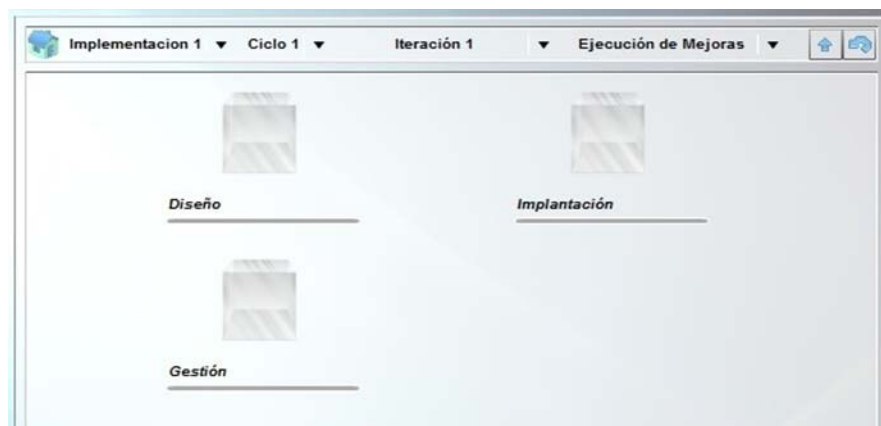 Implementacion 1 Ciclo 1 Iteración 1 Ejecución de Mejoras
Diseño Implantación
Gestión